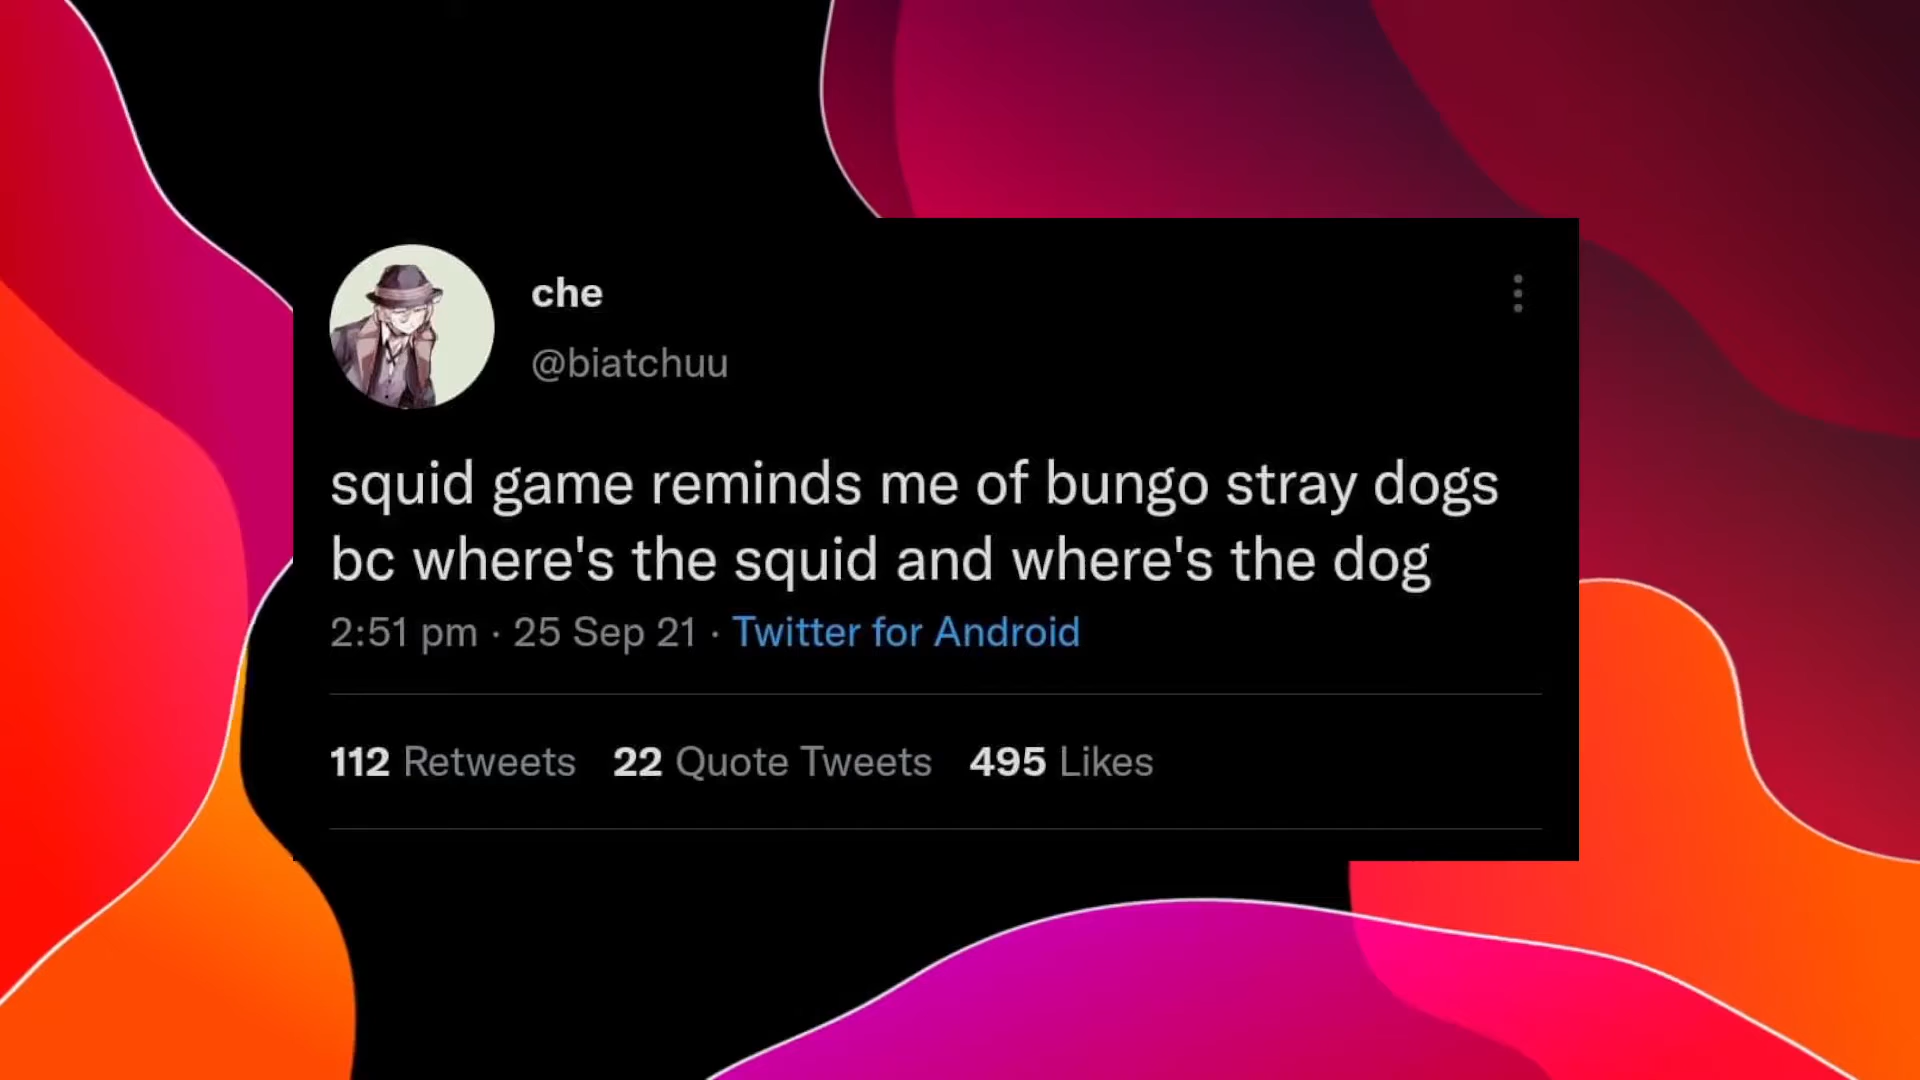 che
@biatchuu
squid game reminds me of bungo stray dogs
bc where's the squid and where's the dog
2:51 pm · 25 Sep 21 · Twitter for Android
112 Retweets 22 Quote Tweets 495 Likes